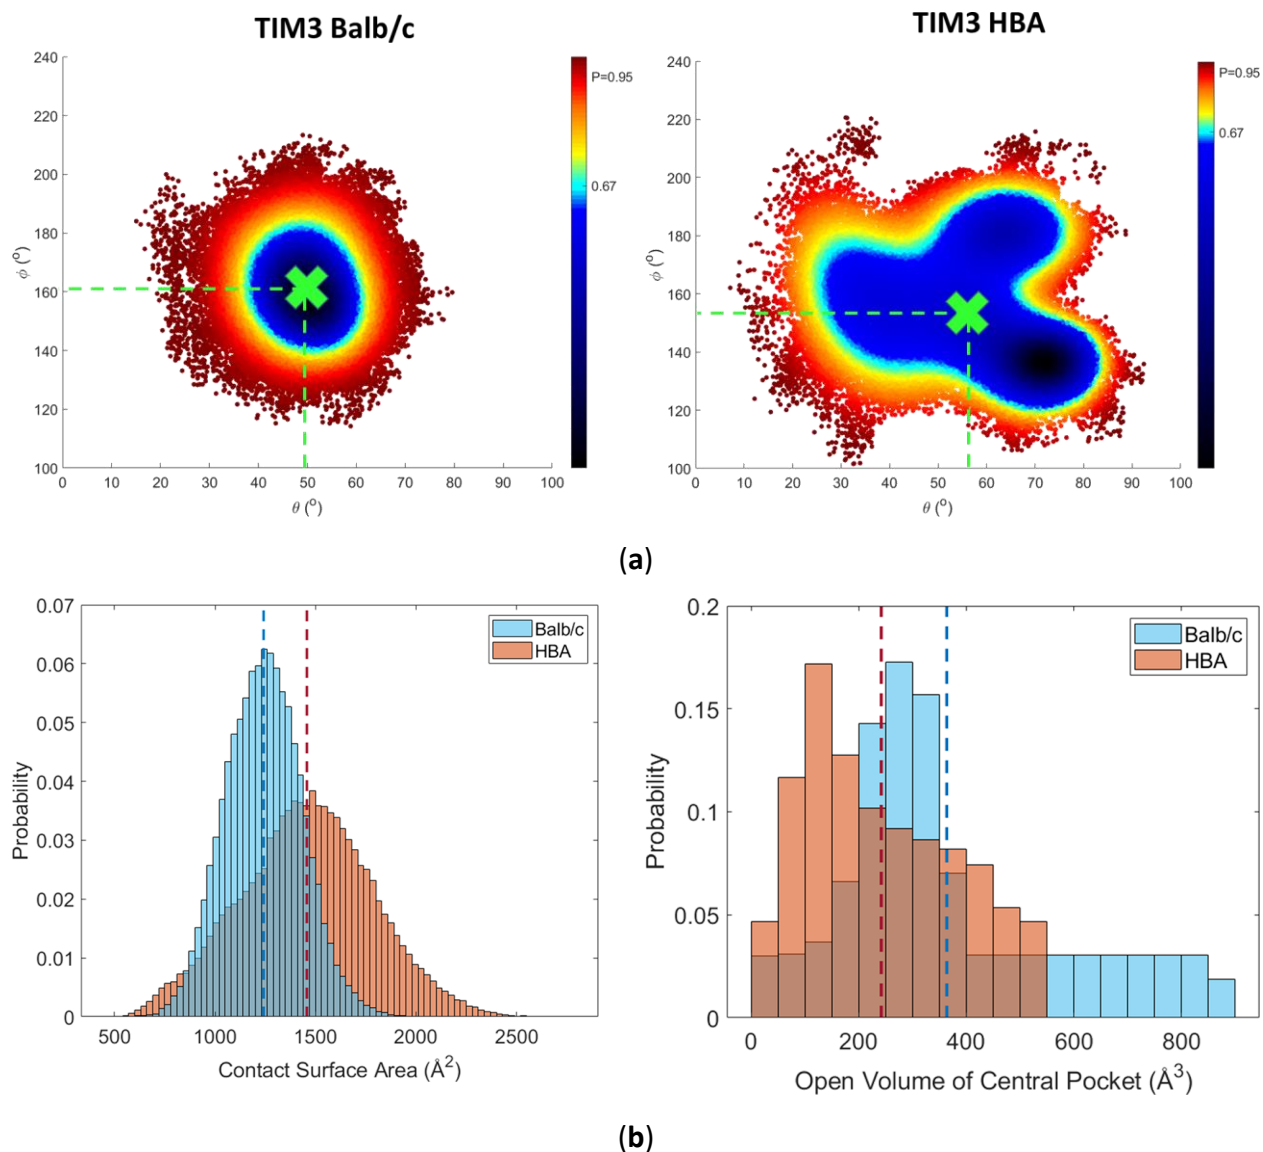 TIM3 Balb/c
TIM3 HBA
240
220
200
180
160
140
120
100
ϕ (°)
0 10 20 30 40 50 60 70 80 90 100
θ (°)
P=0.95
0.67
240
220
200
180
160
140
120
100
ϕ (°)
0 10 20 30 40 50 60 70 80 90 100
θ (°)
P=0.95
0.67
(a)
0.07
0.06
0.05
0.04
0.03
0.02
0.01
0
Probability
500 1000 1500 2000 2500
Contact Surface Area (Å²)
Balb/c
HBA
0.2
0.15
0.1
0.05
0
Probability
0 200 400 600 800
Open Volume of Central Pocket (Å³)
Balb/c
HBA
(b)